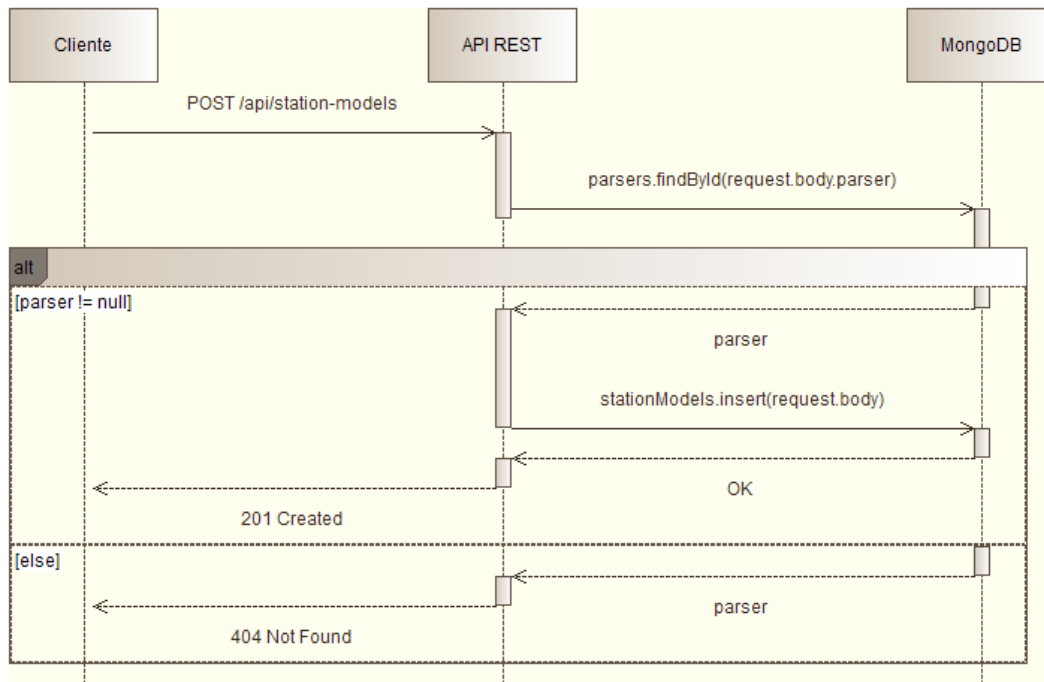 Cliente
API REST
MongoDB
POST /api/station-models
parsers.findById(request.body.parser)
alt
[parser != null]
parser
stationModels.insert(request.body)
OK
201 Created
[else]
parser
404 Not Found